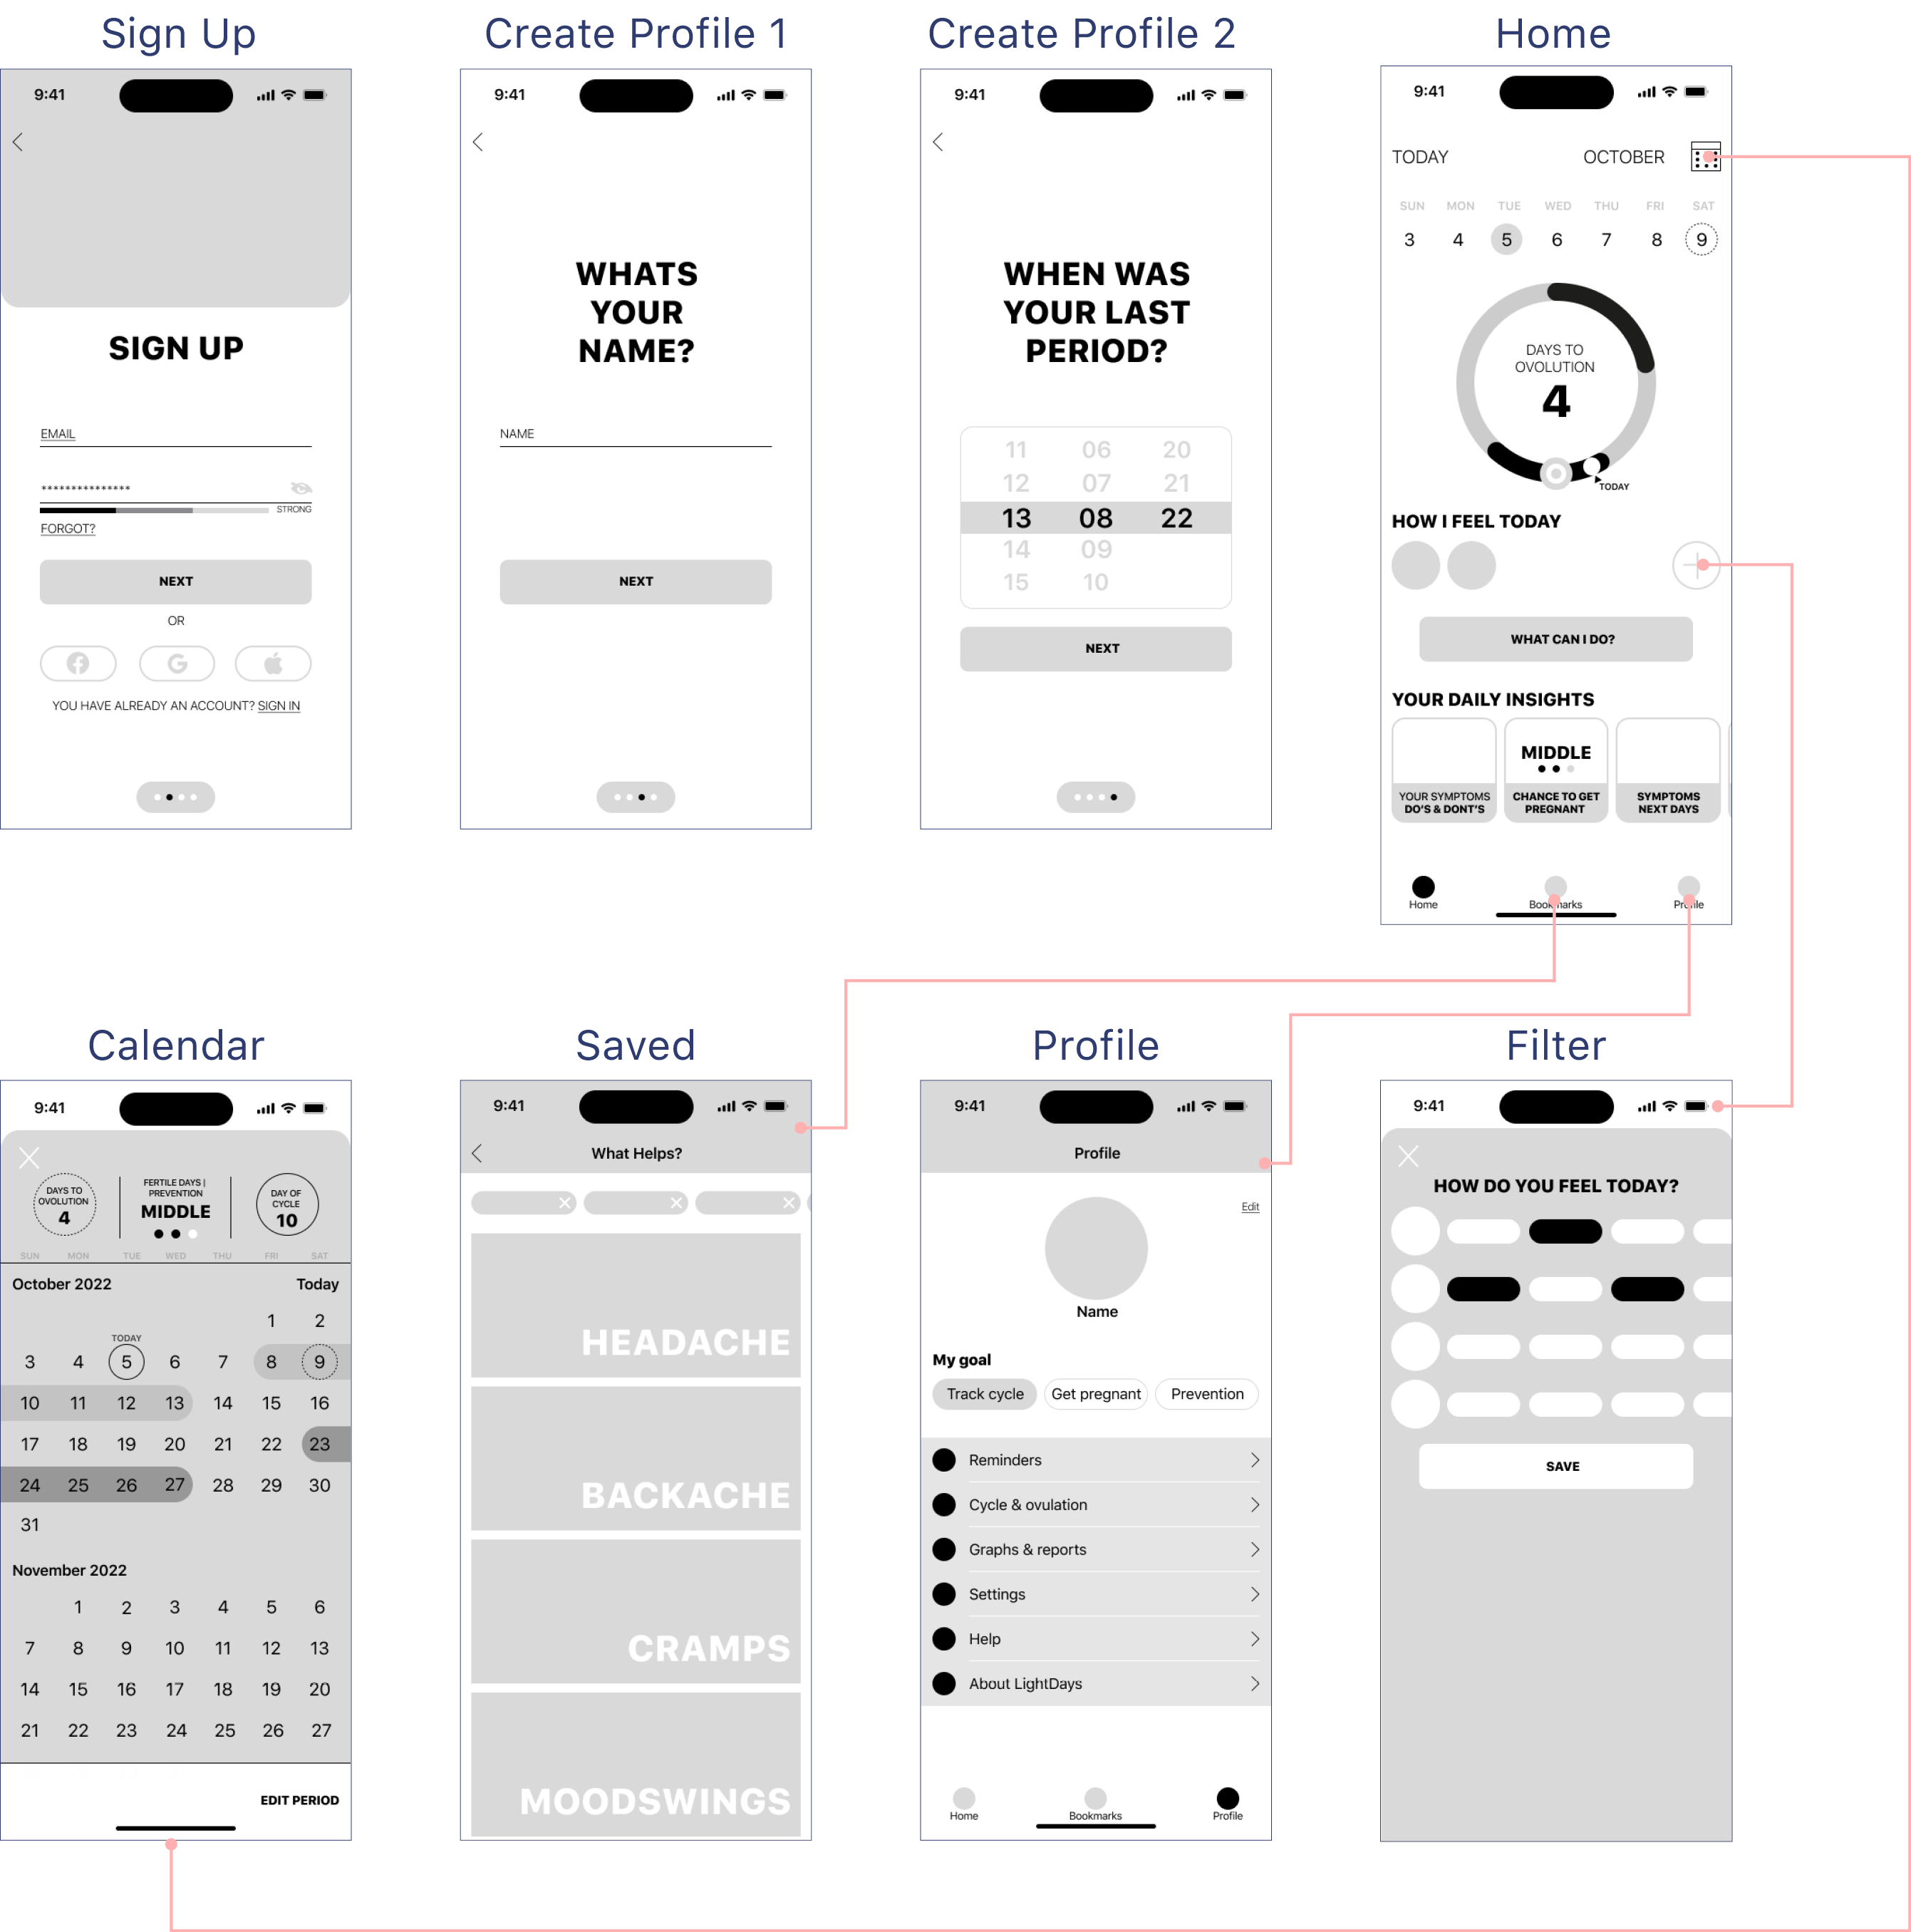 Sign Up
9:41
SIGN UP
EMAIL
***************
STRONG
FORGOT?
NEXT
OR
YOU HAVE ALREADY AN ACCOUNT? SIGN IN
Create Profile 1
9:41
WHATS
YOUR
NAME?
NAME
NEXT
Create Profile 2
9:41
WHEN WAS
YOUR LAST
PERIOD?
11 06 20
12 07 21
13 08 22
14 09
15 10
NEXT
Home
9:41
TODAY OCTOBER
SUN MON TUE WED THU FRI SAT
3 4 5 6 7 8 9
DAYS TO
OVOLUTION
4
TODAY
HOW I FEEL TODAY
WHAT CAN I DO?
YOUR DAILY INSIGHTS
YOUR SYMPTOMS
DO'S & DONT'S
MIDDLE
CHANCE TO GET
PREGNANT
SYMPTOMS
NEXT DAYS
Home Bookmarks Profile
Calendar
9:41
DAYS TO
OVOLUTION
4
FERTILE DAYS |
PREVENTION
MIDDLE
DAY OF
CYCLE
10
SUN MON TUE WED THU FRI SAT
October 2022 Today
1 2
TODAY
3 4 5 6 7 8 9
10 11 12 13 14 15 16
17 18 19 20 21 22 23
24 25 26 27 28 29 30
31
November 2022
1 2 3 4 5 6
7 8 9 10 11 12 13
14 15 16 17 18 19 20
21 22 23 24 25 26 27
EDIT PERIOD
Saved
9:41
What Helps?
HEADACHE
BACKACHE
CRAMPS
MOODSWINGS
Profile
9:41
Profile
Edit
Name
My goal
Track cycle Get pregnant Prevention
Reminders
Cycle & ovulation
Graphs & reports
Settings
Help
About LightDays
Home Bookmarks Profile
Filter
9:41
HOW DO YOU FEEL TODAY?
SAVE